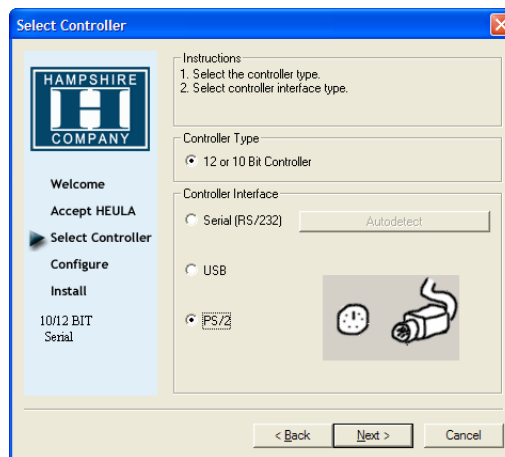 Select Controller
HAMPSHIRE
H
COMPANY
Welcome
Accept HEULA
Select Controller
Configure
Install
10/12 BIT
Serial
Instructions
1. Select the controller type.
2. Select controller interface type.
Controller Type
12 or 10 Bit Controller
Controller Interface
Serial (RS/232)
Autodetect
USB
PS/2
< Back
Next >
Cancel